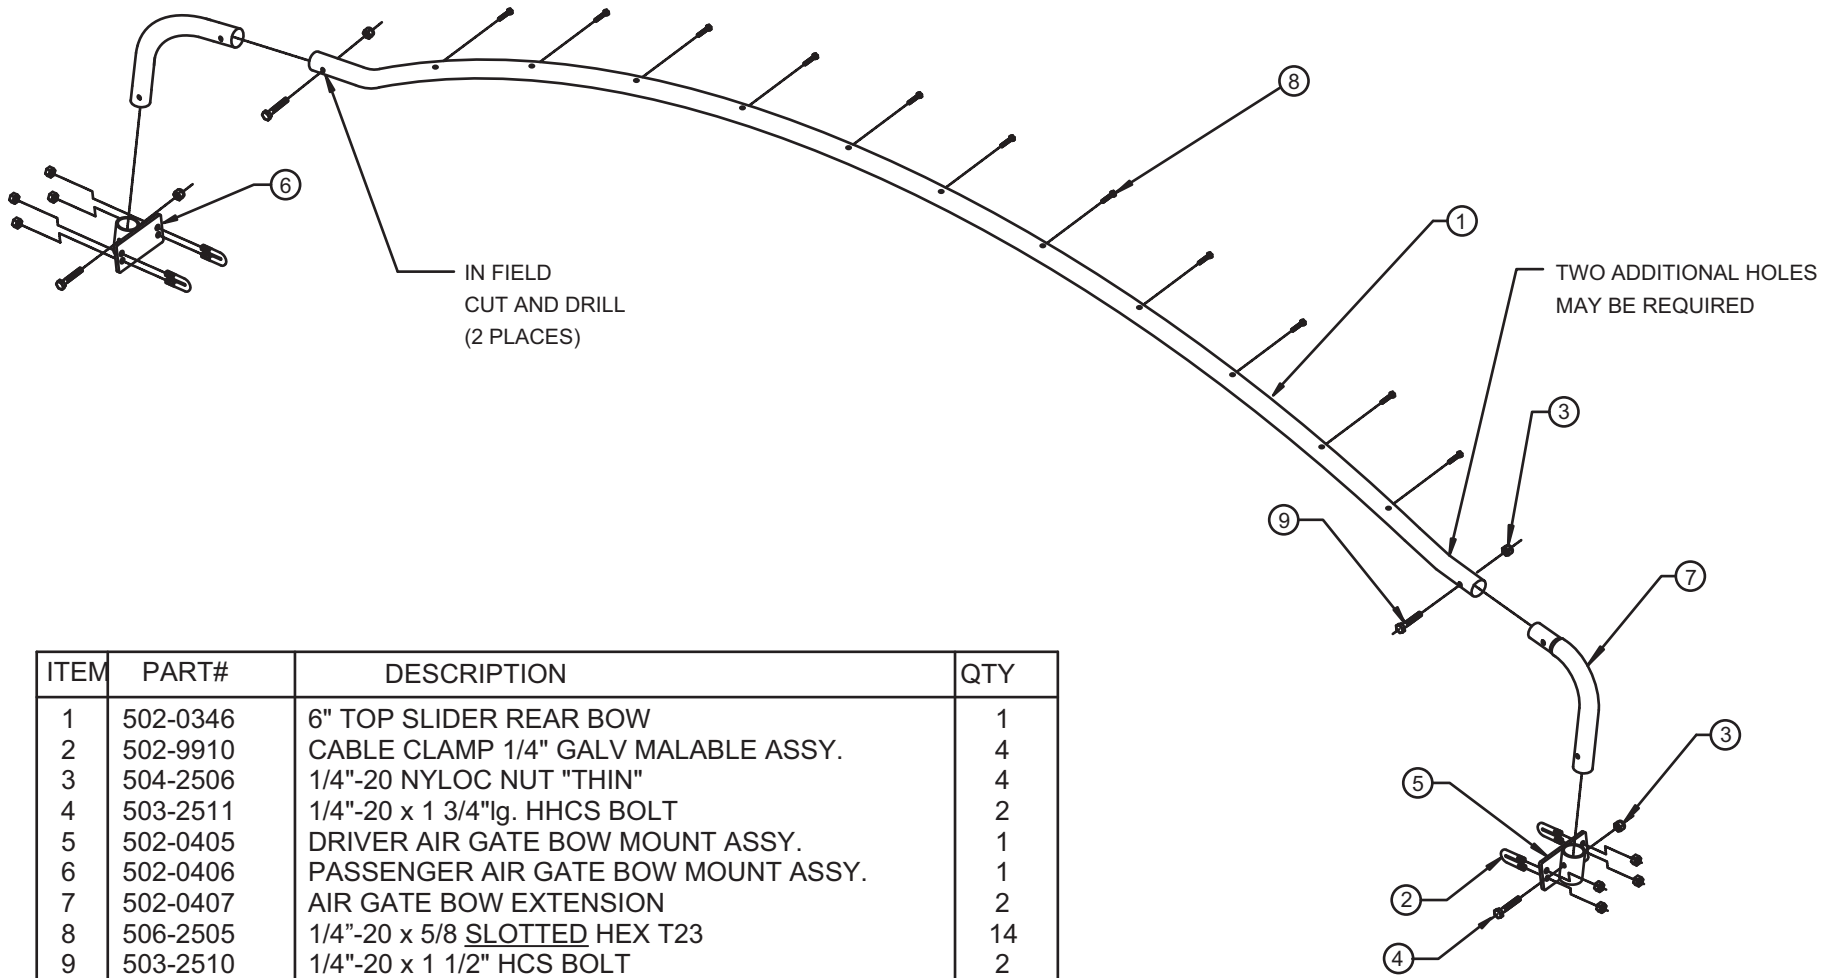 8
6
1
IN FIELD
CUT AND DRILL
(2 PLACES)
TWO ADDITIONAL HOLES
MAY BE REQUIRED
3
9
7
3
5
2
4
ITEM PART# DESCRIPTION QTY
1 502-0346 6" TOP SLIDER REAR BOW 1
2 502-9910 CABLE CLAMP 1/4" GALV MALABLE ASSY. 4
3 504-2506 1/4"-20 NYLOC NUT "THIN" 4
4 503-2511 1/4"-20 x 1 3/4"lg. HHCS BOLT 2
5 502-0405 DRIVER AIR GATE BOW MOUNT ASSY. 1
6 502-0406 PASSENGER AIR GATE BOW MOUNT ASSY. 1
7 502-0407 AIR GATE BOW EXTENSION 2
8 506-2505 1/4”-20 x 5/8 SLOTTED HEX T23 14
9 503-2510 1/4"-20 x 1 1/2" HCS BOLT 2